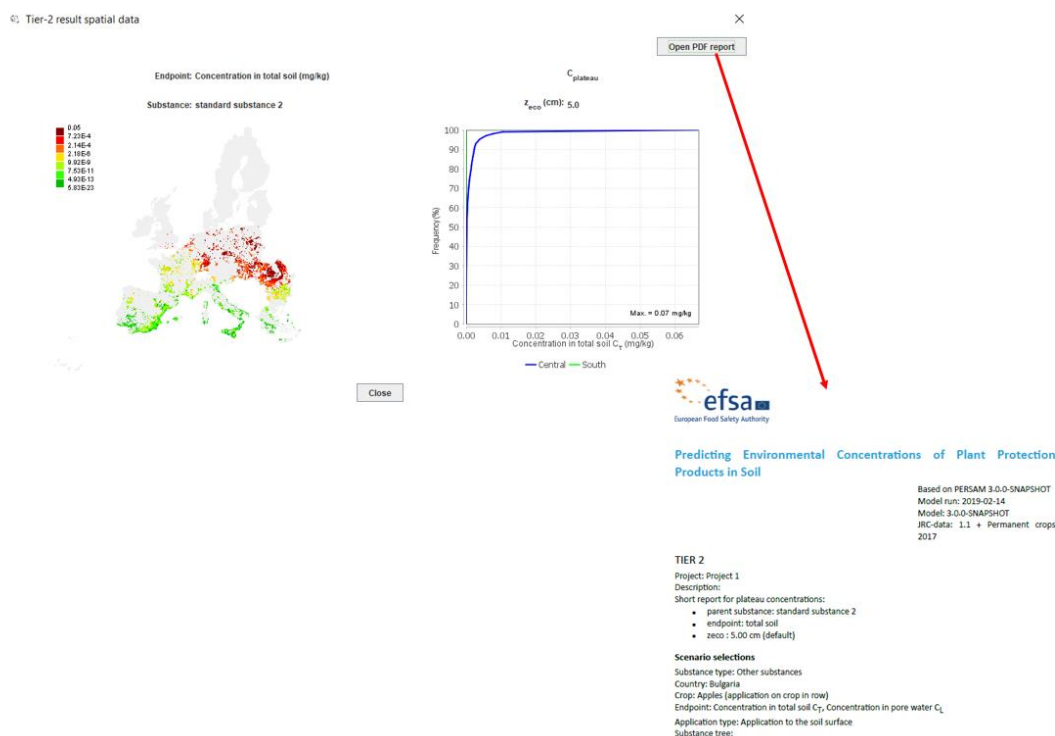 Tier-2 result spatial data
Open PDF report
Endpoint: Concentration in total soil (mg/kg)
Substance: standard substance 2
0.05
7.23E-4
2.14E-4
2.18E-6
9.92E-9
7.53E-11
4.93E-13
5.83E-23
C plateau
z eco (cm): 5.0
Frequency(%)
100
90
80
70
60
50
40
30
20
10
0
Max. = 0.07 mg/kg
0.00 0.01 0.02 0.03 0.04 0.05 0.06
Concentration in total soil C T (mg/kg)
Central South
Close
efsa
European Food Safety Authority
Predicting Environmental Concentrations of Plant Protection
Products in Soil
Based on PERSAM 3.0.0-SNAPSHOT
Model run: 2019-02-14
Model: 3.0.0-SNAPSHOT
JRC-data: 1.1 + Permanent crops
2017
TIER 2
Project: Project 1
Description:
Short report for plateau concentrations:
• parent substance: standard substance 2
• endpoint: total soil
• zeco : 5.00 cm (default)
Scenario selections
Substance type: Other substances
Country: Bulgaria
Crop: Apples (application on crop in row)
Endpoint: Concentration in total soil C T, Concentration in pore water C L
Application type: Application to the soil surface
Substance tree: